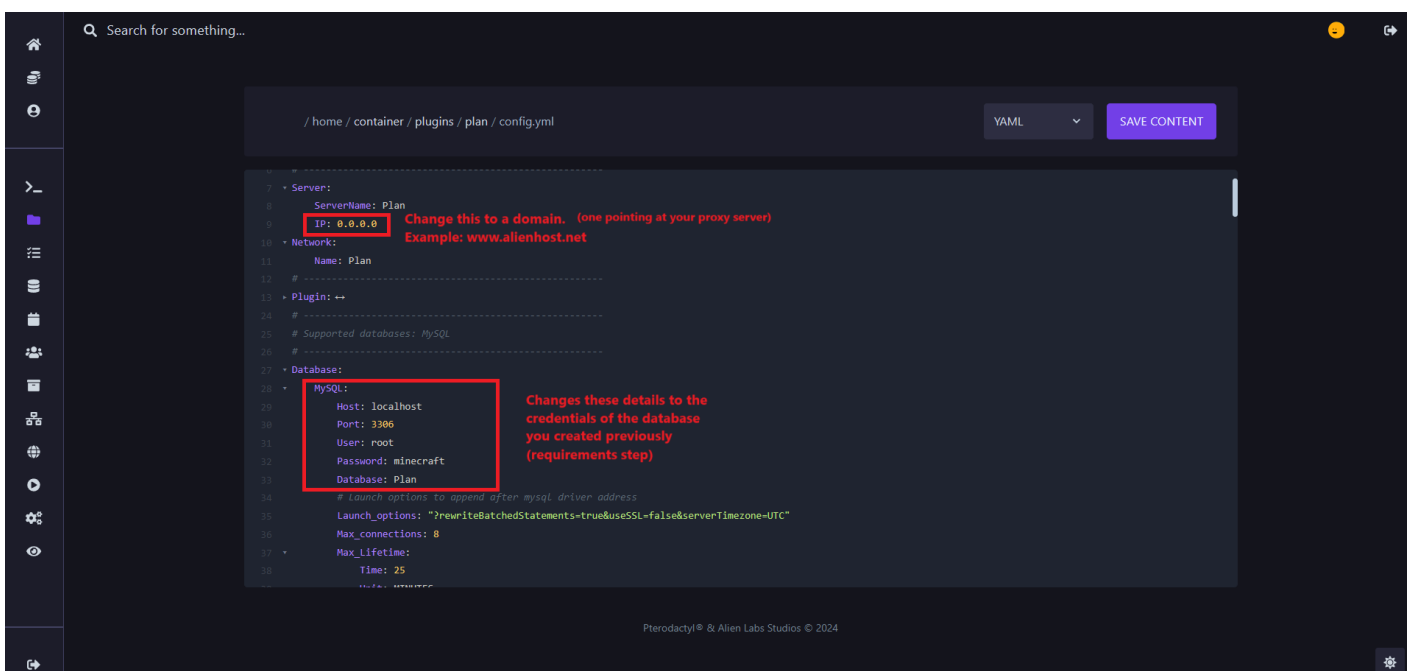 Search for something...
/ home / container / plugins / plan / config.yml
YAML
SAVE CONTENT
6 # ------------------------------------------------------
7 Server:
8 ServerName: Plan
9 IP: 0.0.0.0
Change this to a domain. (one pointing at your proxy server)
Example: www.alienhost.net
10 Network:
11 Name: Plan
12 # ------------------------------------------------------
13 Plugin: ↔
24 # ------------------------------------------------------
25 # Supported databases: MySQL
26 # ------------------------------------------------------
27 Database:
28 MySQL:
29 Host: localhost
30 Port: 3306
31 User: root
32 Password: minecraft
33 Database: Plan
Changes these details to the
credentials of the database
you created previously
(requirements step)
34 # Launch options to append after mysql driver address
35 Launch_options: "?rewriteBatchedStatements=true&useSSL=false&serverTimezone=UTC"
36 Max_connections: 8
37 Max_Lifetime:
38 Time: 25
Pterodactyl® & Alien Labs Studios © 2024